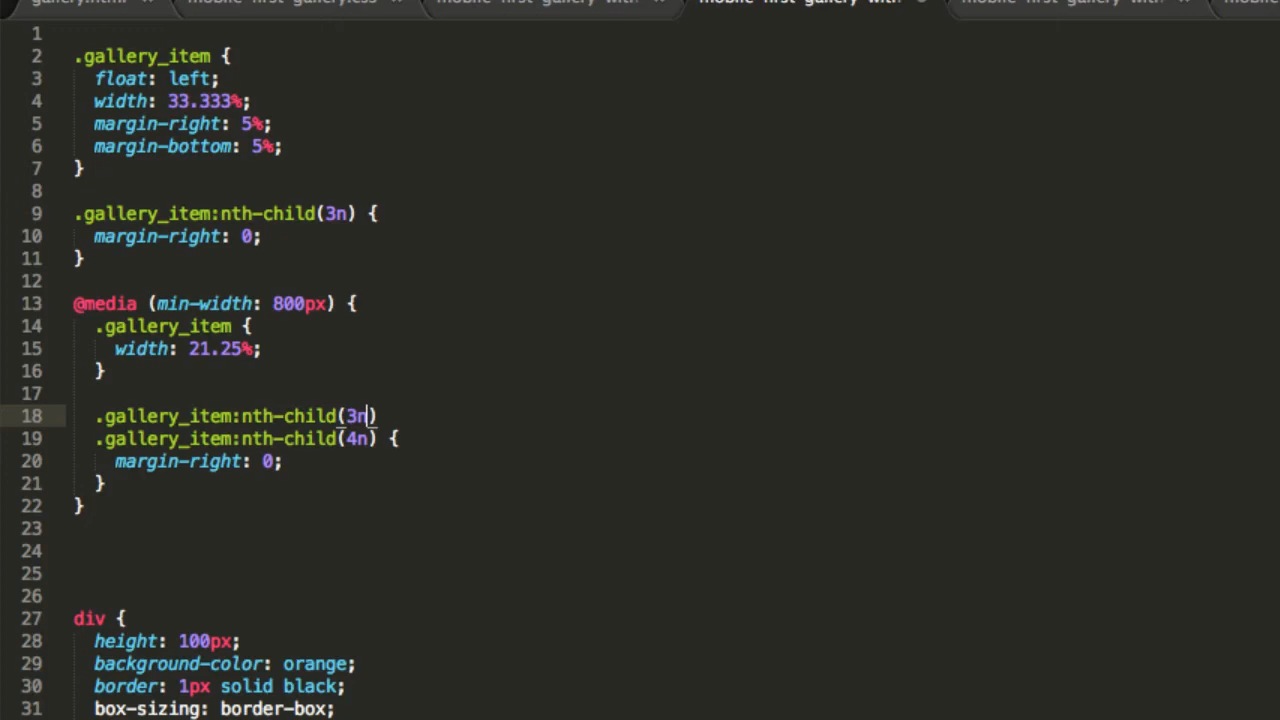 1
2 .gallery_item {
3 float: left;
4 width: 33.333%;
5 margin-right: 5%;
6 margin-bottom: 5%;
7 }
8
9 .gallery_item:nth-child(3n) {
10 margin-right: 0;
11 }
12
13 @media (min-width: 800px) {
14 .gallery_item {
15 width: 21.25%;
16 }
17
18 .gallery_item:nth-child(3n)
19 .gallery_item:nth-child(4n) {
20 margin-right: 0;
21 }
22 }
23
24
25
26
27 div {
28 height: 100px;
29 background-color: orange;
30 border: 1px solid black;
31 box-sizing: border-box;